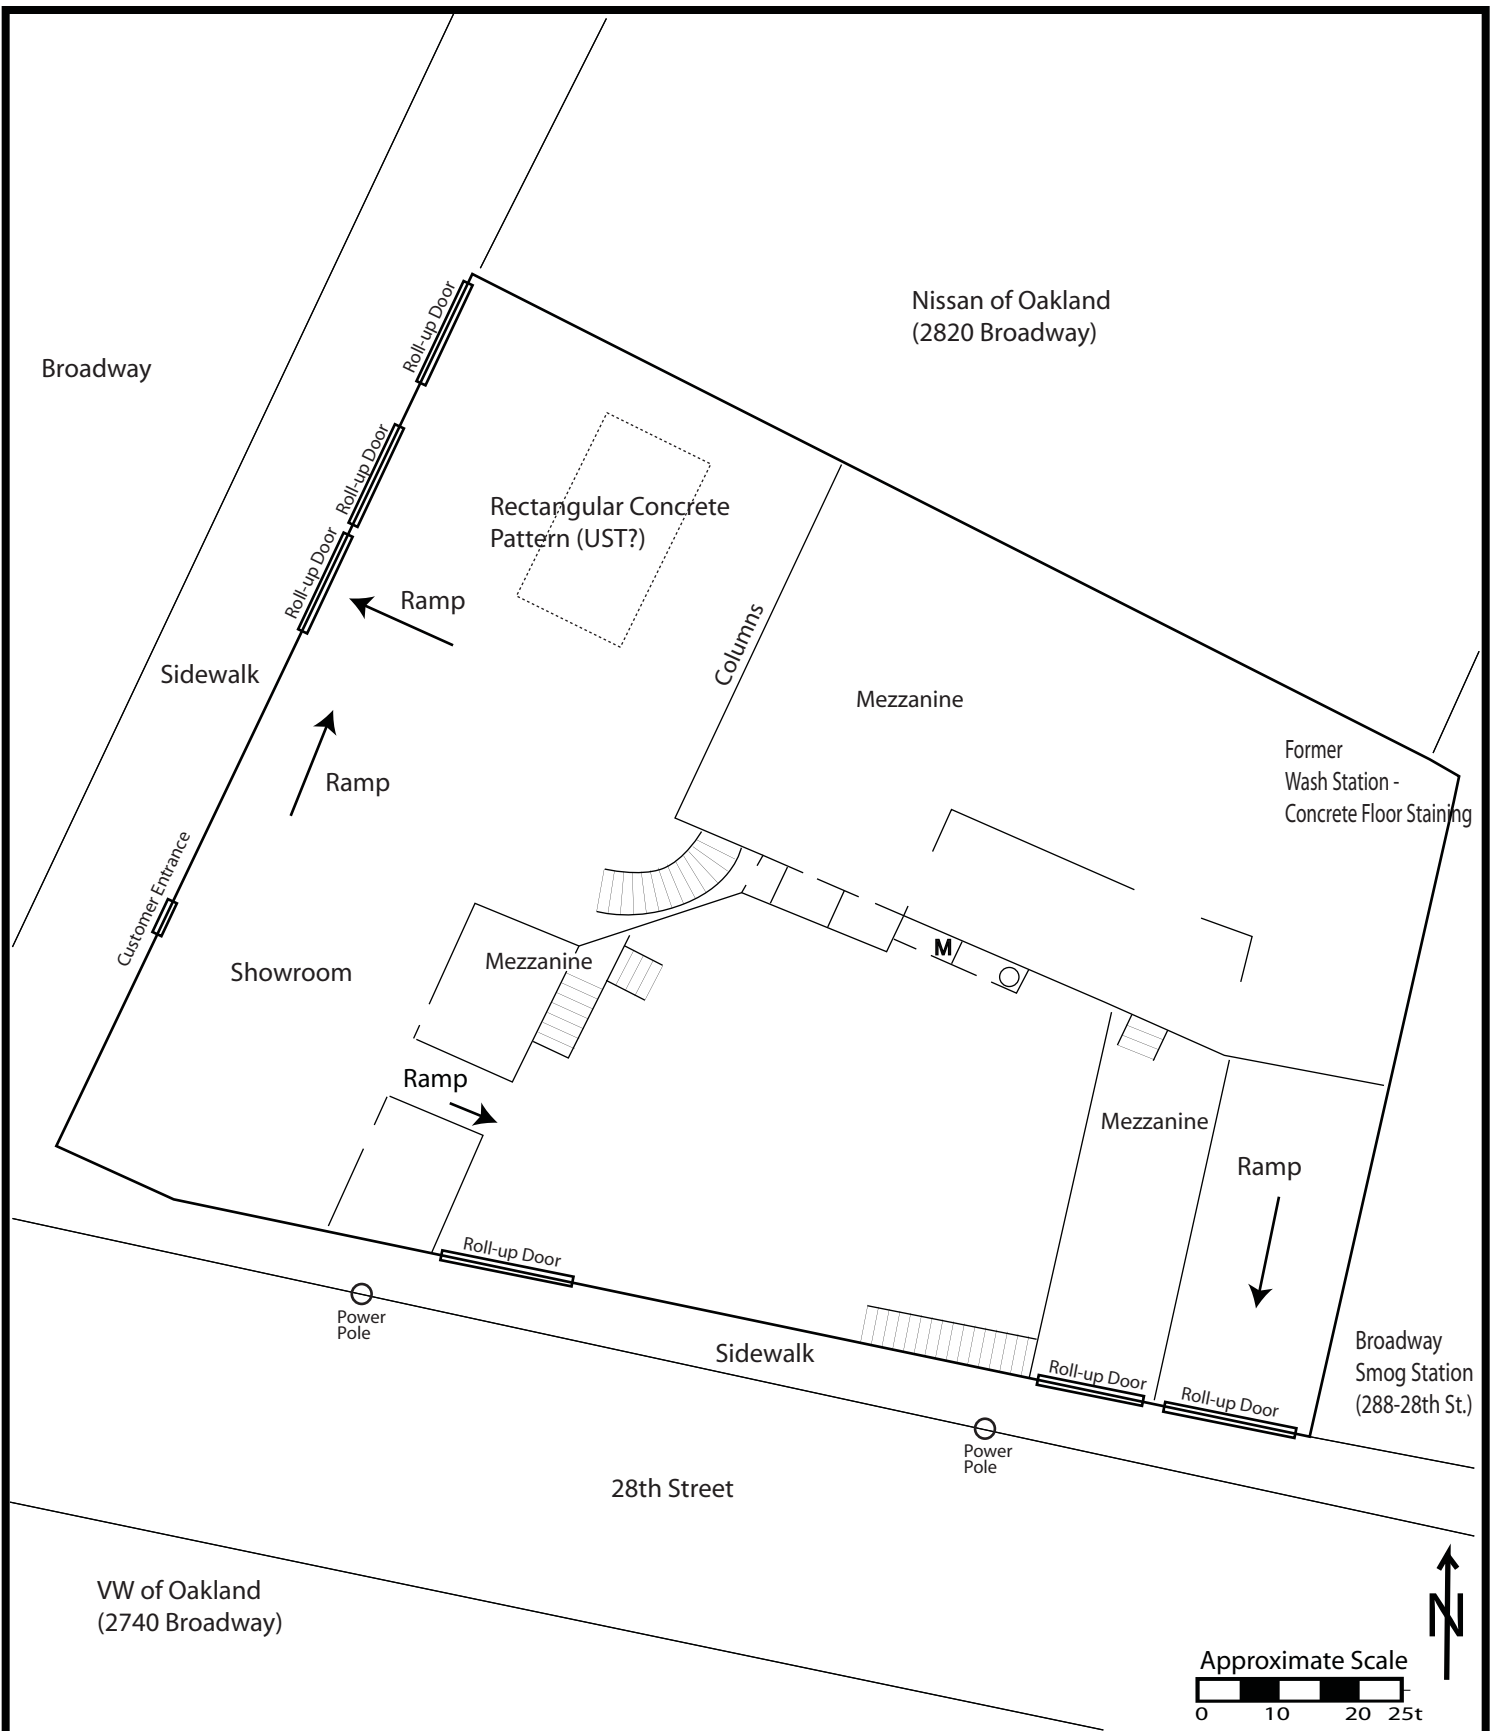 Nissan of Oakland
(2820 Broadway)
Broadway
Roll-up Door
Roll-up Door
Roll-up Door
Rectangular Concrete
Pattern (UST?)
Ramp
Columns
Sidewalk
Mezzanine
Former
Wash Station -
Concrete Floor Staining
Ramp
Customer Entrance
Showroom
Mezzanine
M
Ramp
Mezzanine
Ramp
Roll-up Door
Power
Pole
Sidewalk
Roll-up Door
Roll-up Door
Broadway
Smog Station
(288-28th St.)
Power
Pole
28th Street
VW of Oakland
(2740 Broadway)
N
Approximate Scale
0 10 20 25t